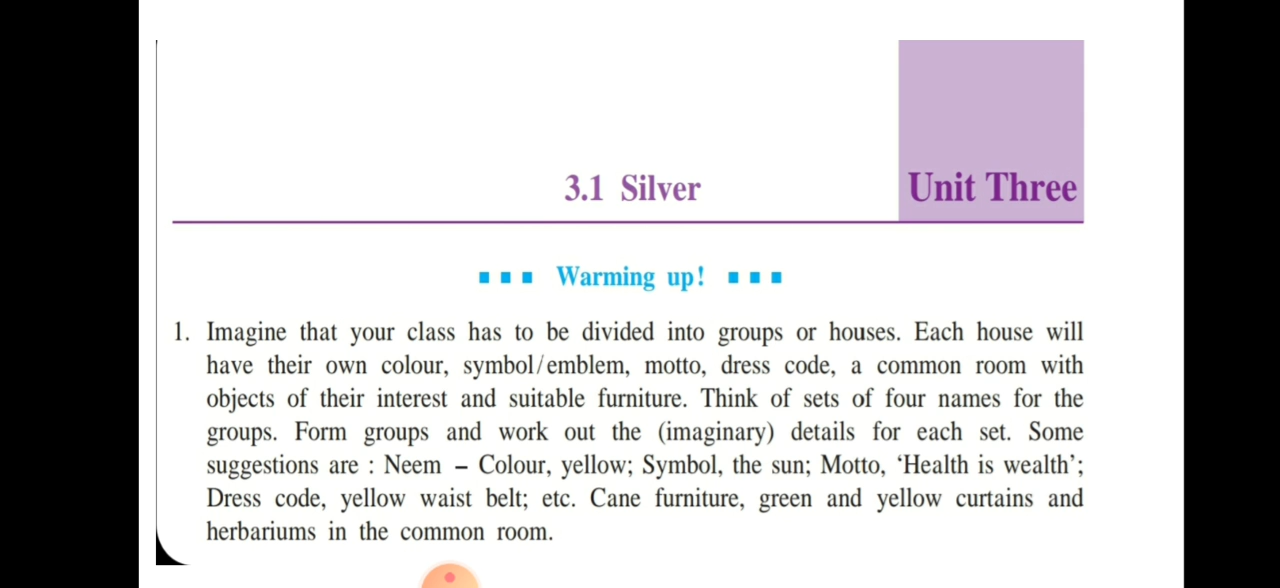 3.1 Silver
Unit Three
Warming up!
1. Imagine that your class has to be divided into groups or houses. Each house will
have their own colour, symbol/emblem, motto, dress code, a common room with
objects of their interest and suitable furniture. Think of sets of four names for the
groups. Form groups and work out the (imaginary) details for each set. Some
suggestions are : Neem – Colour, yellow; Symbol, the sun; Motto, ‘Health is wealth’;
Dress code, yellow waist belt; etc. Cane furniture, green and yellow curtains and
herbariums in the common room.